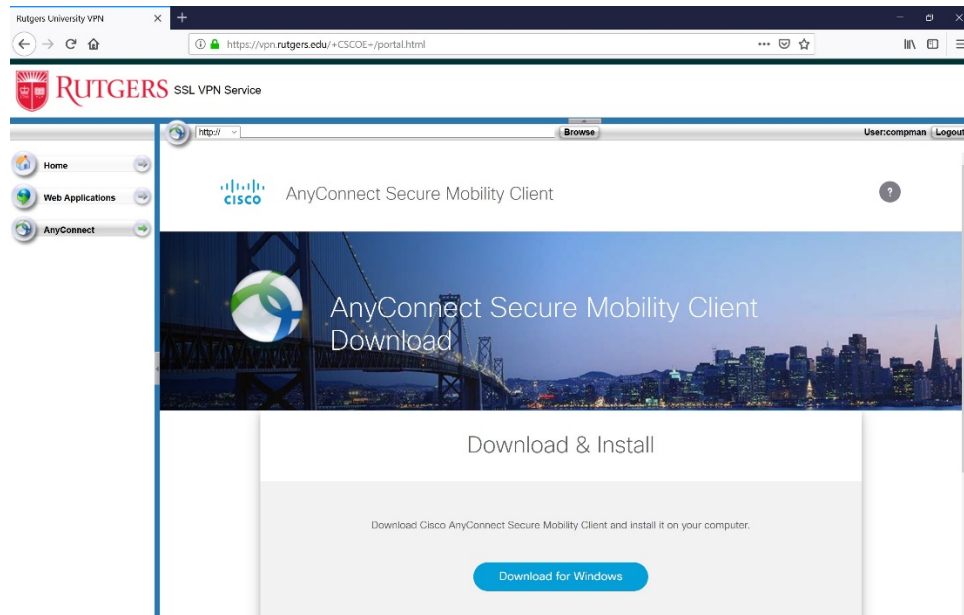 Rutgers University VPN
https://vpn.rutgers.edu/+CSCOE+/portal.html
RUTGERS SSL VPN Service
http://
Browse
User:compman
Logout
Home
Web Applications
AnyConnect
CISCO
AnyConnect Secure Mobility Client
?
AnyConnect Secure Mobility Client
Download
Download & Install
Download Cisco AnyConnect Secure Mobility Client and install it on your computer.
Download for Windows